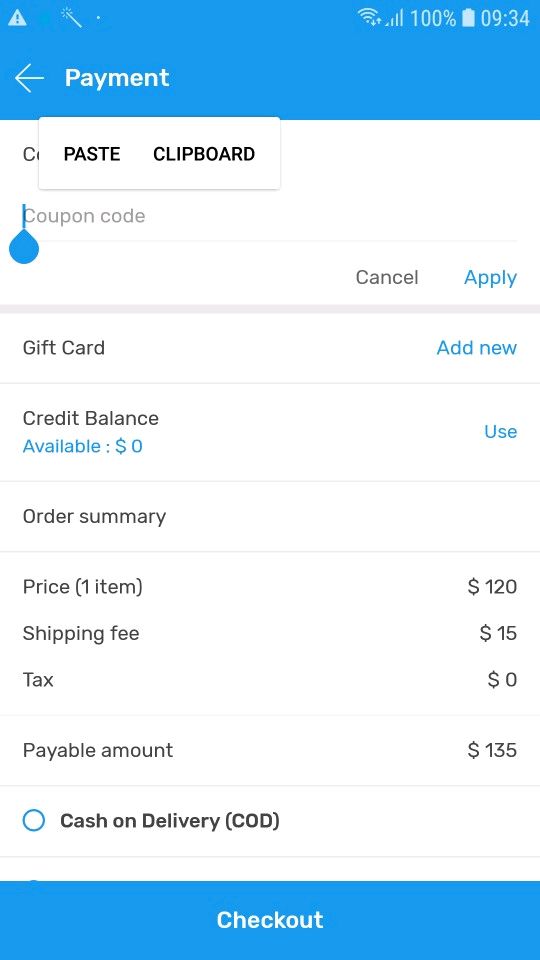 100% 09:34
Payment
PASTE CLIPBOARD
Coupon code
Cancel Apply
Gift Card Add new
Credit Balance
Available : $ 0
Use
Order summary
Price (1 item) $ 120
Shipping fee $ 15
Tax $ 0
Payable amount $ 135
Cash on Delivery (COD)
Checkout